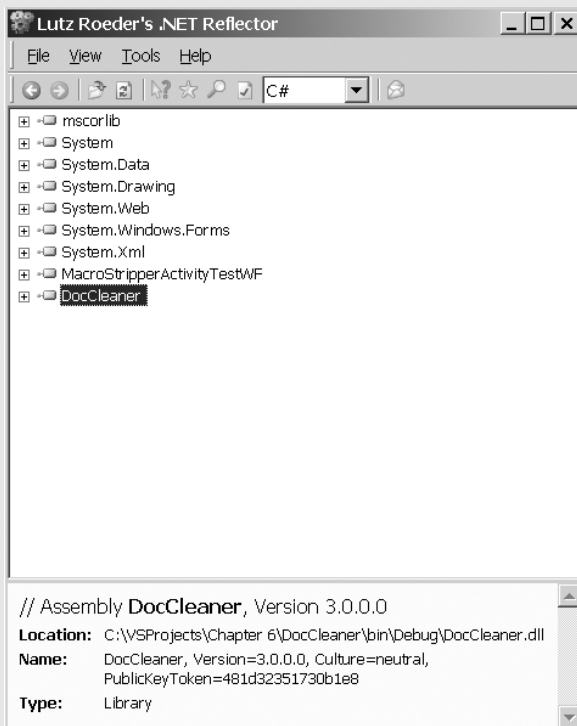 Lutz Roeder's .NET Reflector
File View Tools Help
C#
mscorlib
System
System.Data
System.Drawing
System.Web
System.Windows.Forms
System.Xml
MacroStripperActivityTestWF
DocCleaner
// Assembly DocCleaner, Version 3.0.0.0
Location: C:\VSProjects\Chapter 6\DocCleaner\bin\Debug\DocCleaner.dll
Name: DocCleaner, Version=3.0.0.0, Culture=neutral,
PublicKeyToken=481d32351730b1e8
Type: Library